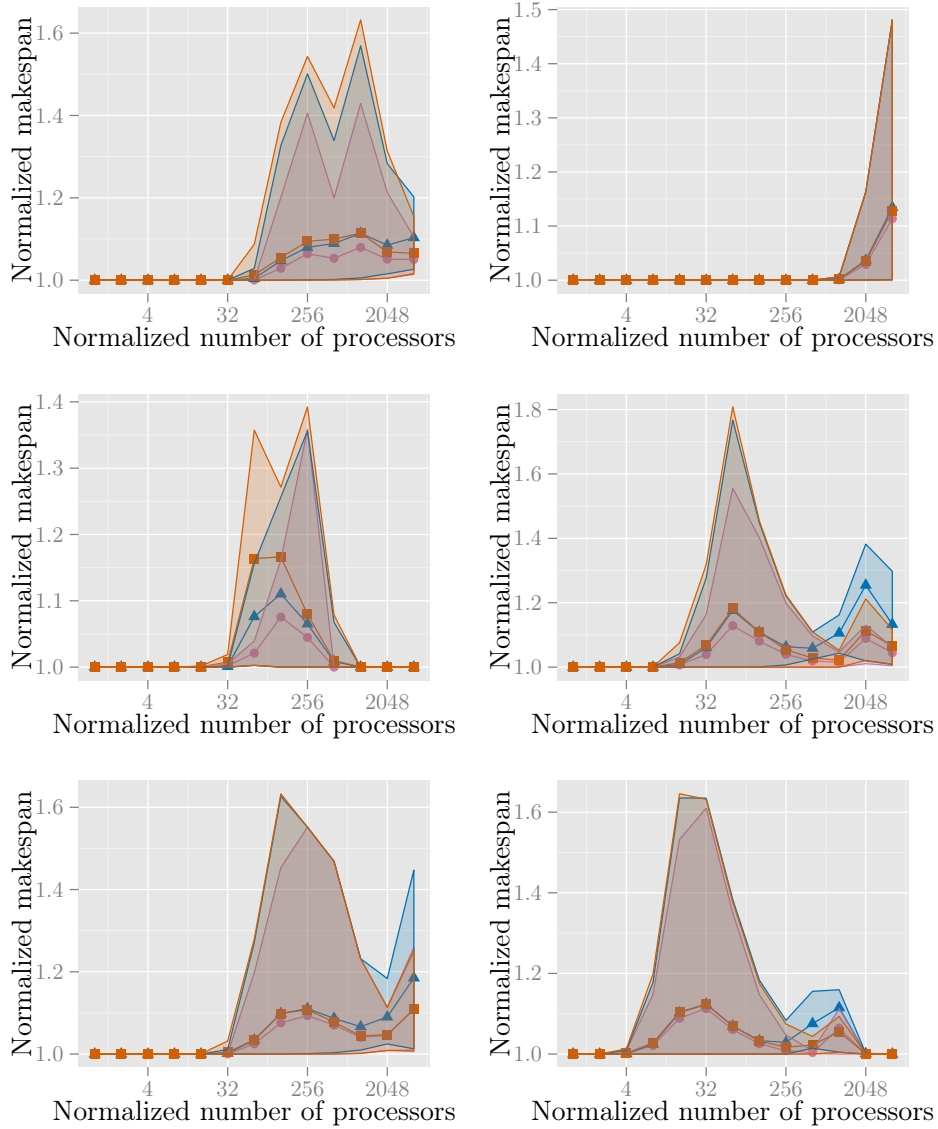 Normalized makespan
1.6
1.4
1.2
1.0
4 32 256 2048
Normalized number of processors
Normalized makespan
1.5
1.4
1.3
1.2
1.1
1.0
4 32 256 2048
Normalized number of processors
Normalized makespan
1.4
1.3
1.2
1.1
1.0
4 32 256 2048
Normalized number of processors
Normalized makespan
1.8
1.6
1.4
1.2
1.0
4 32 256 2048
Normalized number of processors
Normalized makespan
1.6
1.4
1.2
1.0
4 32 256 2048
Normalized number of processors
Normalized makespan
1.6
1.4
1.2
1.0
4 32 256 2048
Normalized number of processors